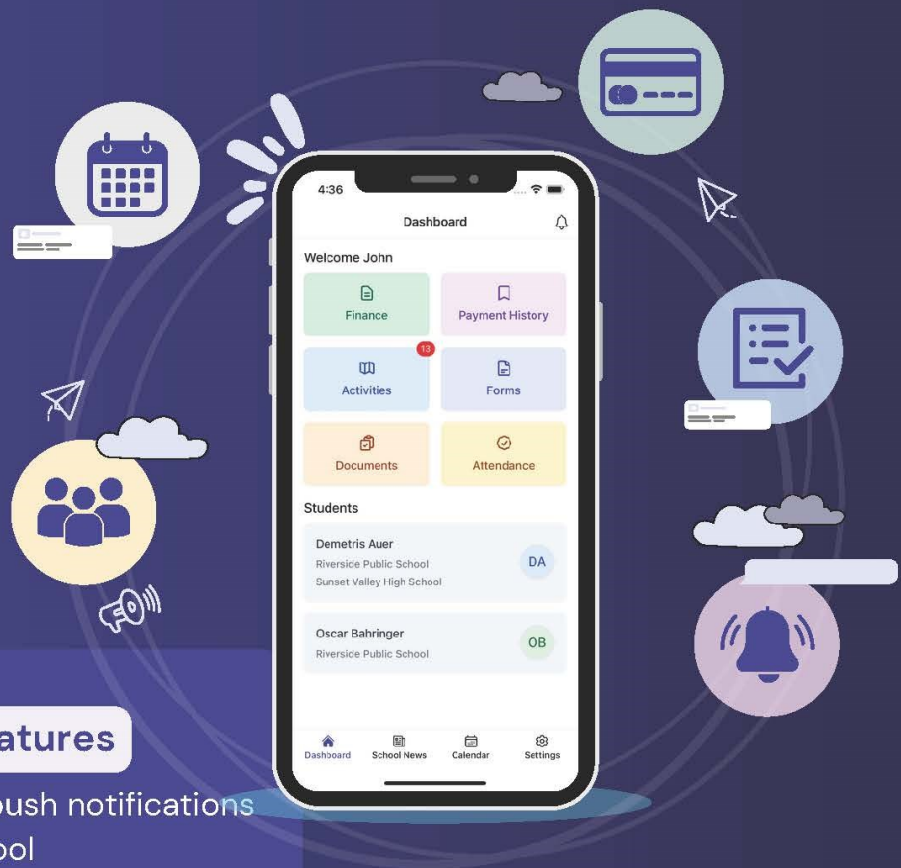 4:36
Dashboard
Welcome John
Finance
Payment History
13
Activities
Forms
Documents
Attendance
Students
Demetris Auer
Riverside Public School
Sunset Valley High School
DA
Oscar Bahringer
Riverside Public School
OB
Dashboard
School News
Calendar
Settings
atures
push notifications
ool